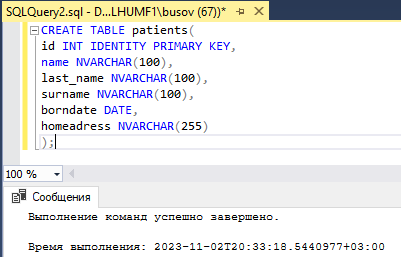 SQLQuery2.sql - D...LHUMF1\busov (67))*
CREATE TABLE patients(
id INT IDENTITY PRIMARY KEY,
name NVARCHAR(100),
last_name NVARCHAR(100),
surname NVARCHAR(100),
borndate DATE,
homeadress NVARCHAR(255)
);
100 %
Сообщения
Выполнение команд успешно завершено.
Время выполнения: 2023-11-02T20:33:18.5440977+03:00